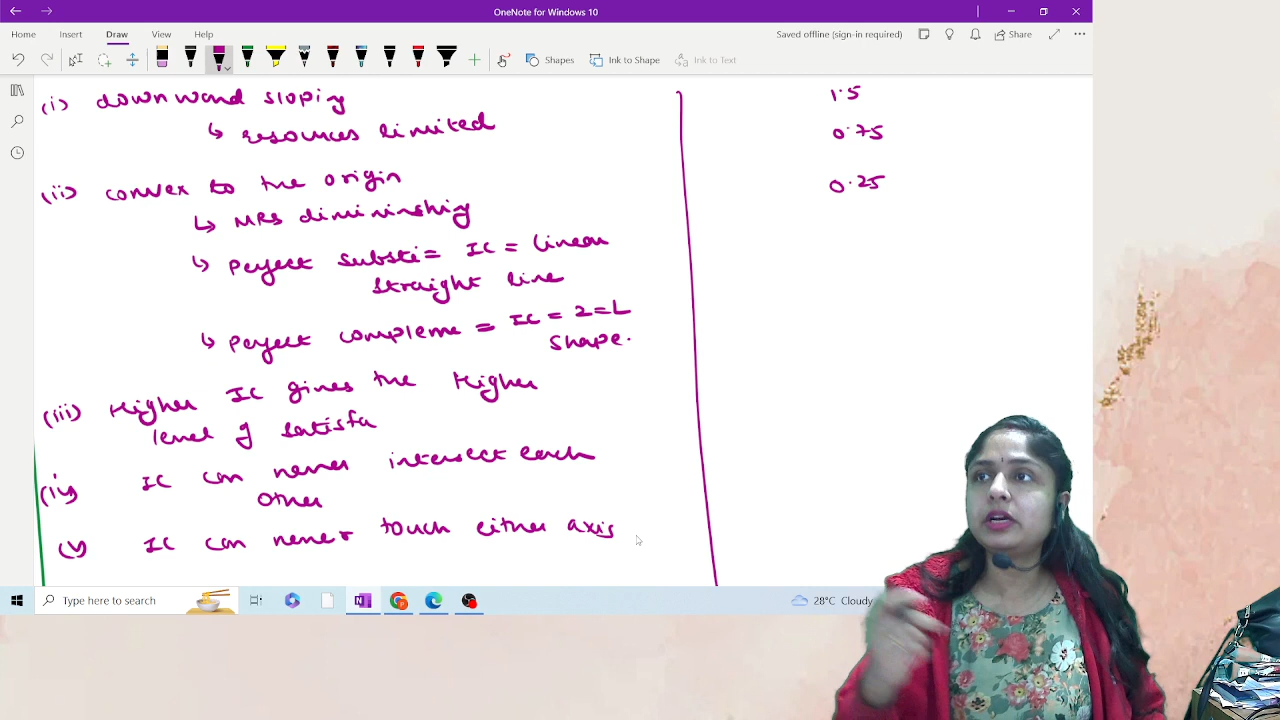 OneNote for Windows 10
Home Insert Draw View Help
Saved offline (sign-in required) Share
Shapes Ink to Shape Ink to Text
(i) downward sloping
↳ resources limited
(ii) convex to the origin
↳ MRS diminishing
↳ Perfect substi = IC = linear
straight line
↳ Perfect compleme = IC = 2 = L
shape.
(iii) Higher IC gives the Higher
level of satisfa
(iv) IC can never intersect each
other
(v) IC can never touch either axis
1.5
0.75
0.25
Type here to search
28°C Cloudy